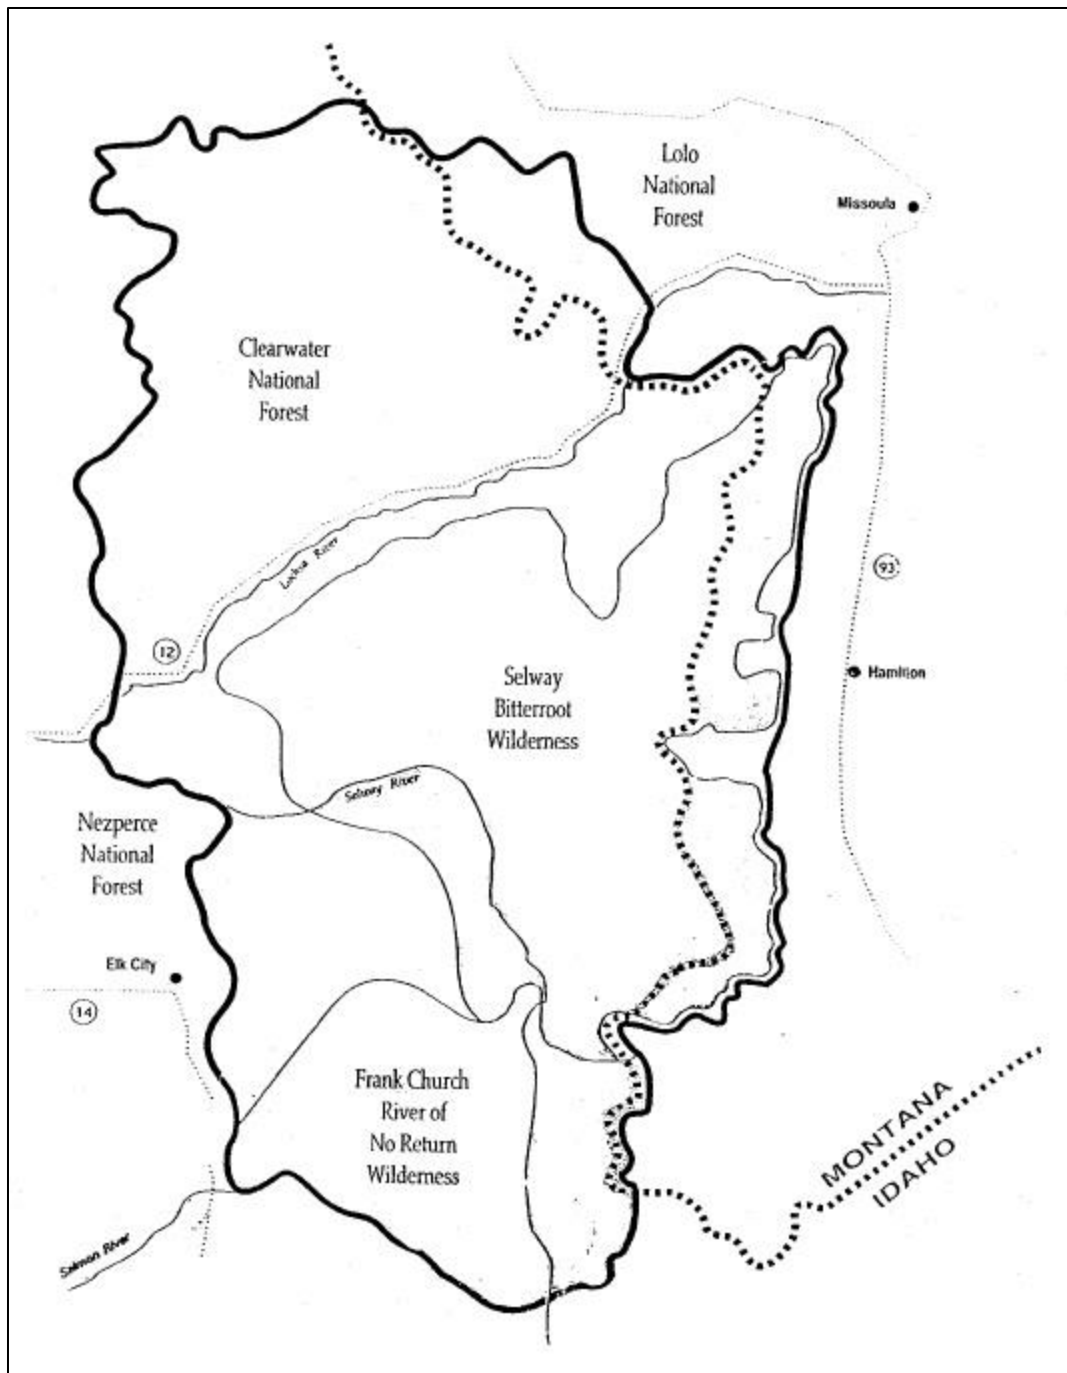 Lolo
National
Forest
Missoula
Clearwater
National
Forest
Lochsa River
93
12
Selway
Bitterroot
Wilderness
Hamilton
Selway River
Nezperce
National
Forest
Elk City
14
Frank Church
River of
No Return
Wilderness
MONTANA
IDAHO
Salmon River